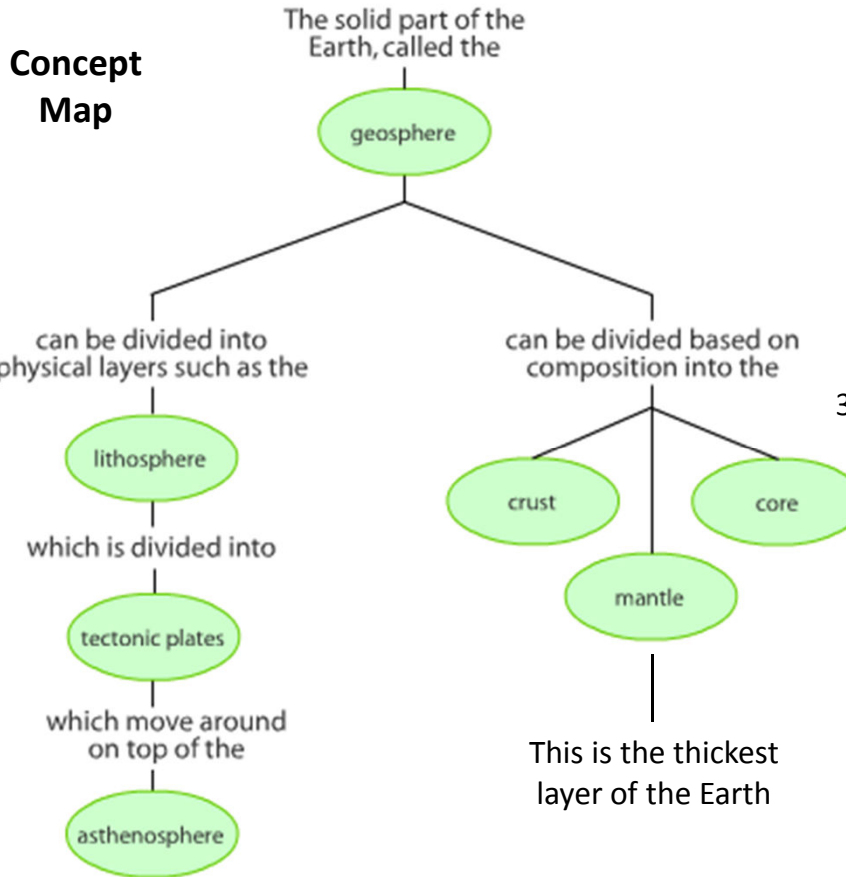 Concept
Map
The solid part of the
Earth, called the
geosphere
can be divided into
physical layers such as the
lithosphere
which is divided into
tectonic plates
which move around
on top of the
asthenosphere
can be divided based on
composition into the
3
crust
core
mantle
This is the thickest
layer of the Earth